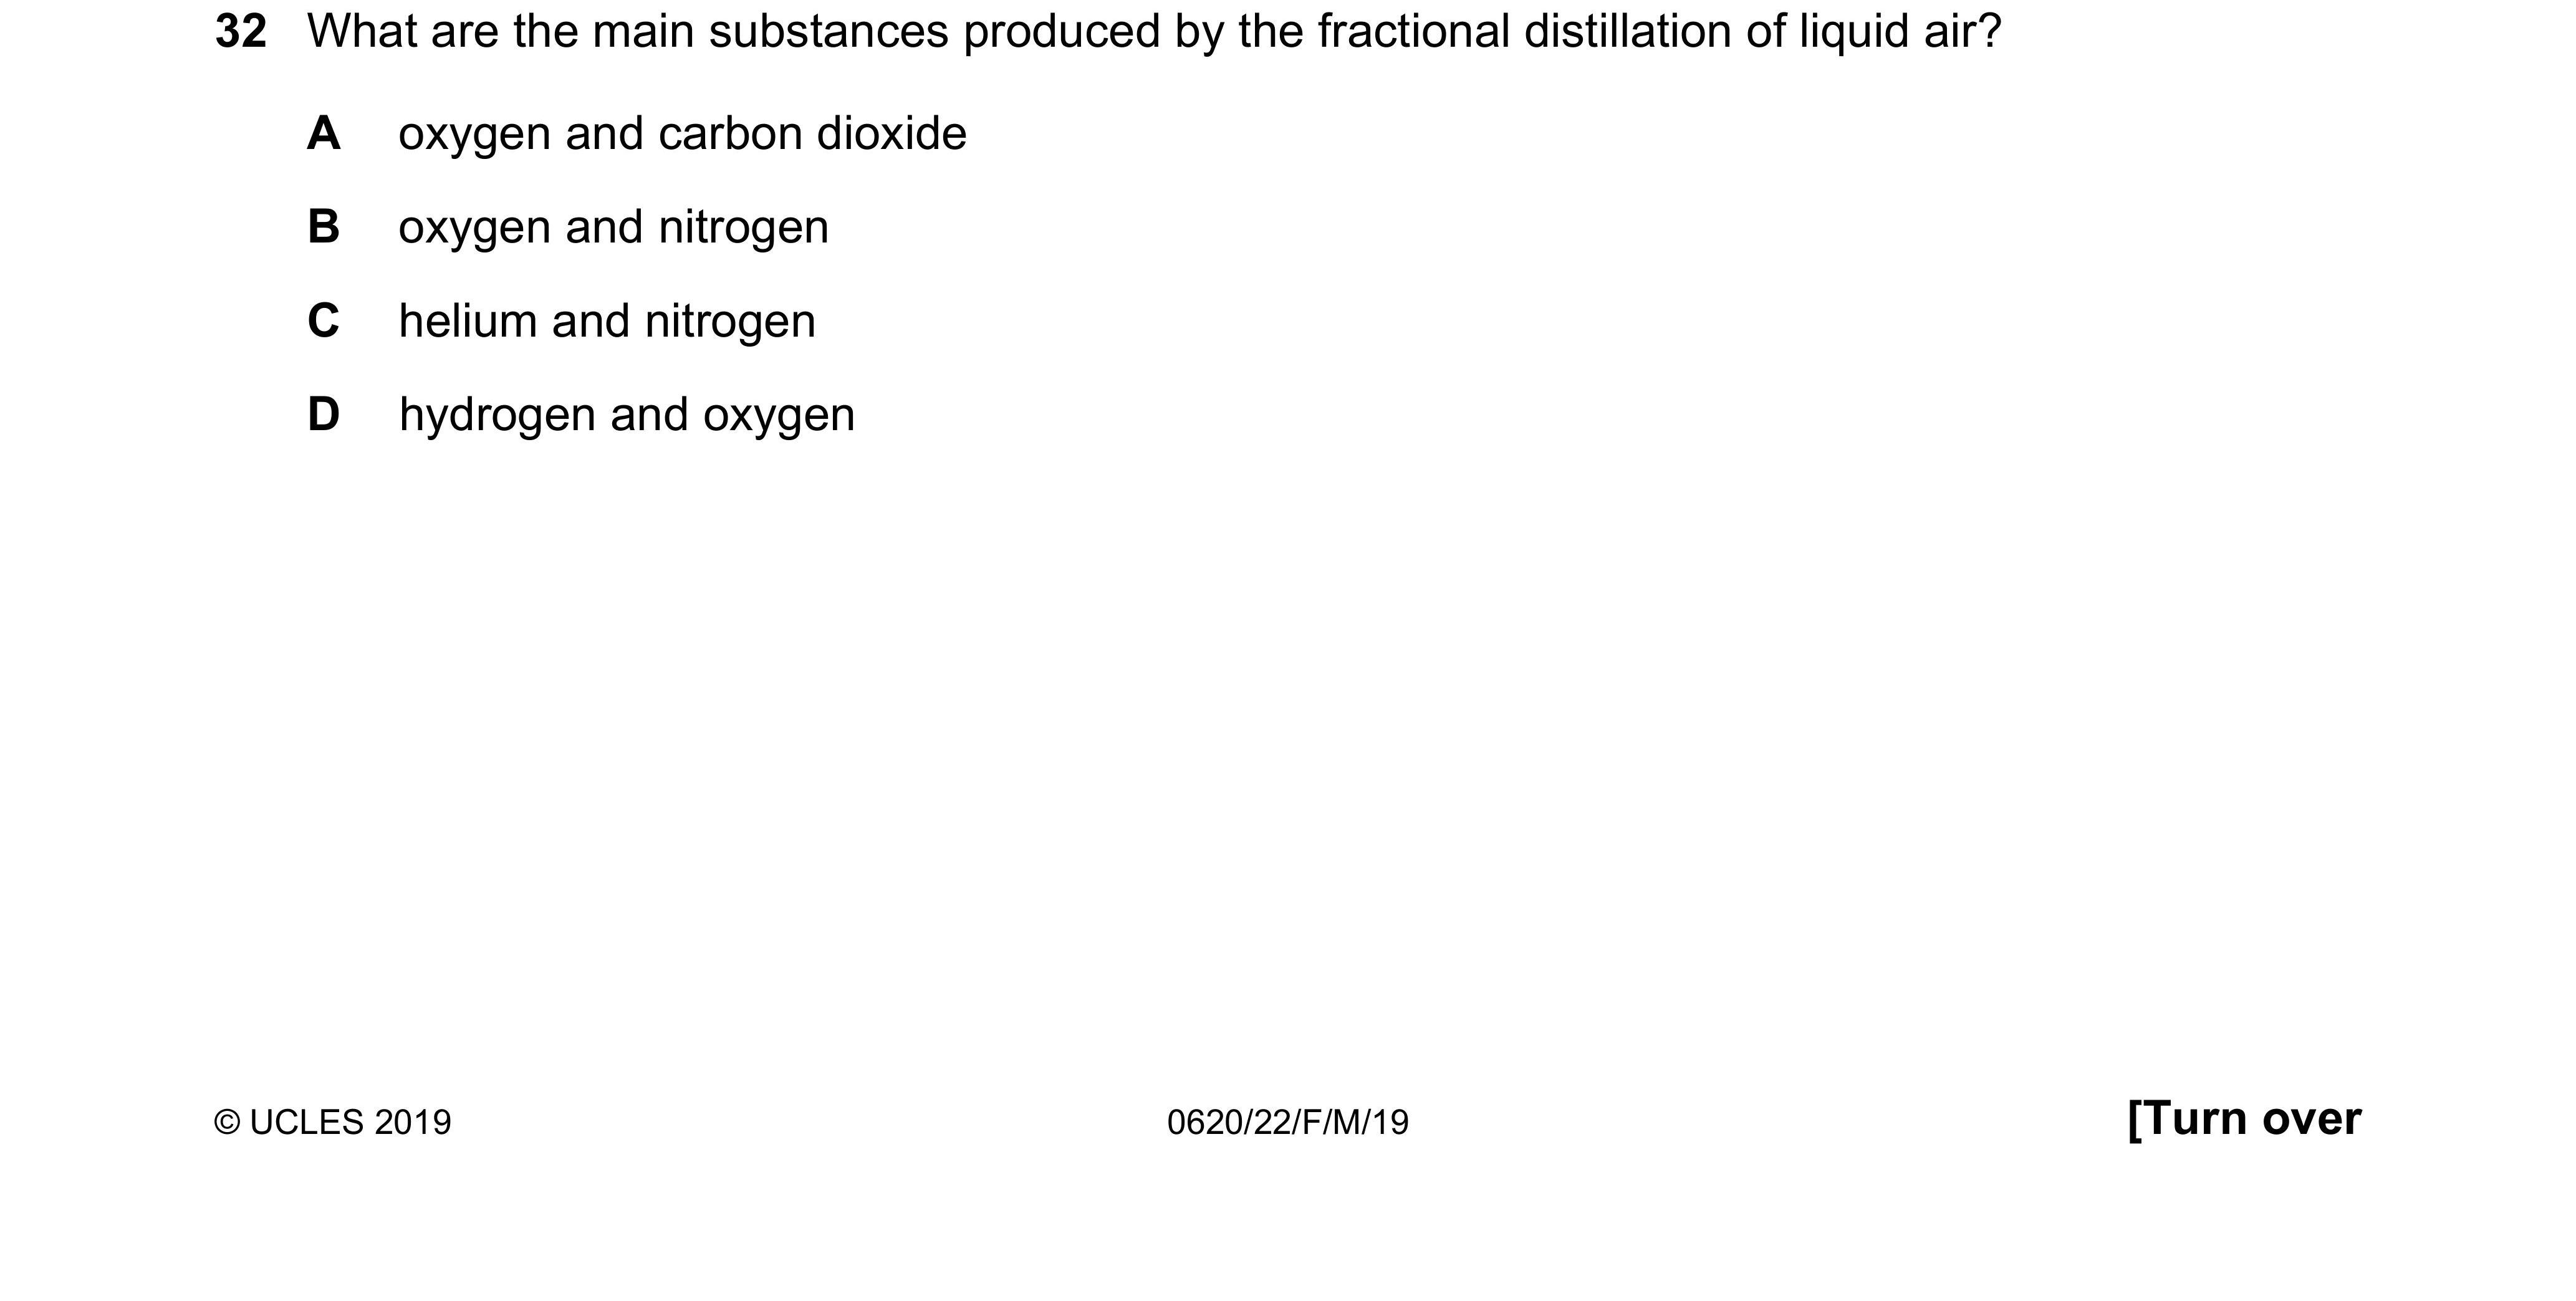 32 What are the main substances produced by the fractional distillation of liquid air?
A oxygen and carbon dioxide
B oxygen and nitrogen
C helium and nitrogen
D hydrogen and oxygen
© UCLES 2019 0620/22/F/M/19 [Turn over